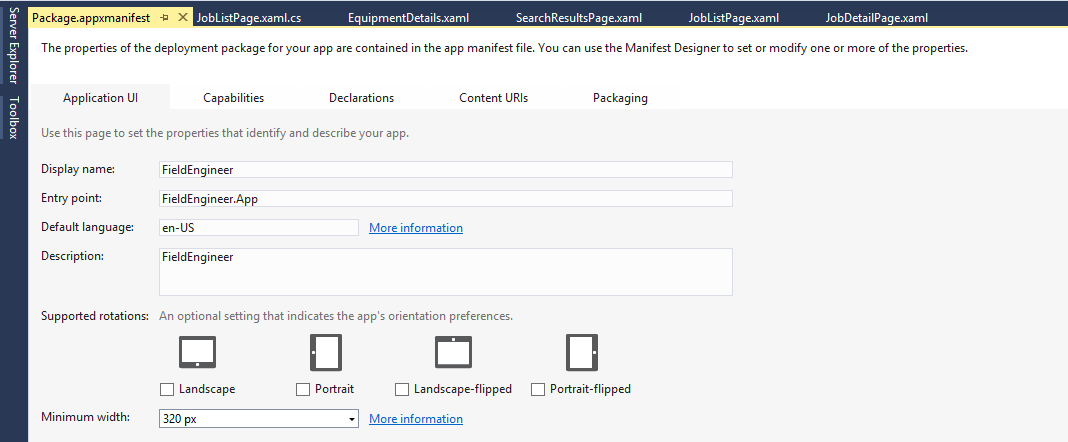 Package.appxmanifest JobListPage.xaml.cs EquipmentDetails.xaml SearchResultsPage.xaml JobListPage.xaml JobDetailPage.xaml
Server Explorer
Toolbox
The properties of the deployment package for your app are contained in the app manifest file. You can use the Manifest Designer to set or modify one or more of the properties.
Application UI Capabilities Declarations Content URIs Packaging
Use this page to set the properties that identify and describe your app.
Display name: FieldEngineer
Entry point: FieldEngineer.App
Default language: en-US More information
Description: FieldEngineer
Supported rotations: An optional setting that indicates the app's orientation preferences.
Landscape Portrait Landscape-flipped Portrait-flipped
Minimum width: 320 px More information